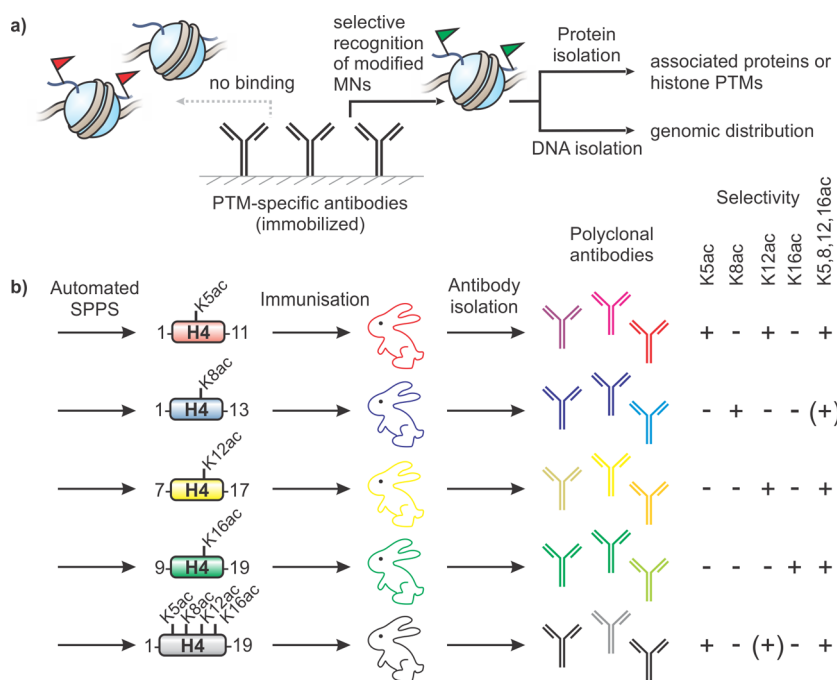 a)
no binding
selective
recognition
of modified
MNs
Protein
isolation
associated proteins or
histone PTMs
genomic distribution
DNA isolation
PTM-specific antibodies
(immobilized)
Selectivity
Polyclonal
antibodies
K5ac
K8ac
K12ac
K16ac
K5,8,12,16ac
b)
Automated
SPPS
Immunisation
Antibody
isolation
K5ac
1 H4 11
+ - + - +
K8ac
1 H4 13
- + - - (+)
K12ac
7 H4 17
- - + - +
K16ac
9 H4 19
- - - + +
K5ac
K8ac
K12ac
K16ac
1 H4 19
+ - (+) - +